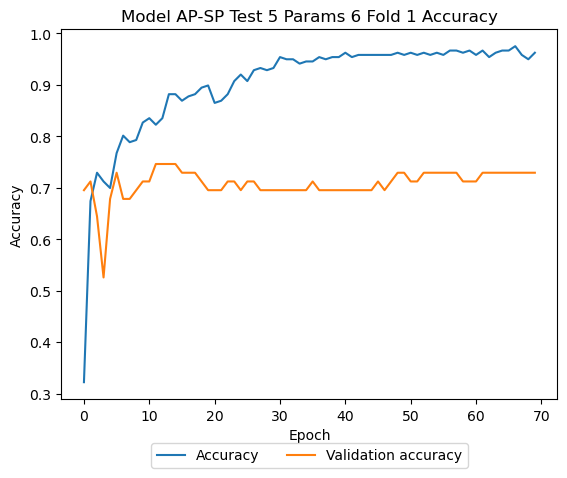 Model AP-SP Test 5 Params 6 Fold 1 Accuracy
1.0
0.9
0.8
0.7
0.6
0.5
0.4
0.3
Accuracy
0 10 20 30 40 50 60 70
Epoch
Accuracy Validation accuracy